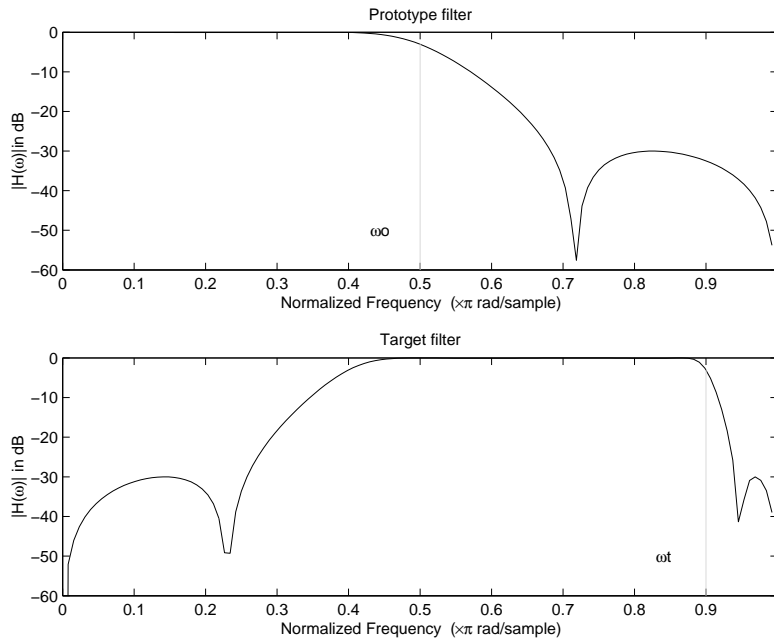 Prototype filter
0
−10
−20
−30
−40
−50
−60
|H(ω)|in dB
ωo
0 0.1 0.2 0.3 0.4 0.5 0.6 0.7 0.8 0.9
Normalized Frequency (×π rad/sample)
Target filter
0
−10
−20
−30
−40
−50
−60
|H(ω)| in dB
ωt
0 0.1 0.2 0.3 0.4 0.5 0.6 0.7 0.8 0.9
Normalized Frequency (×π rad/sample)